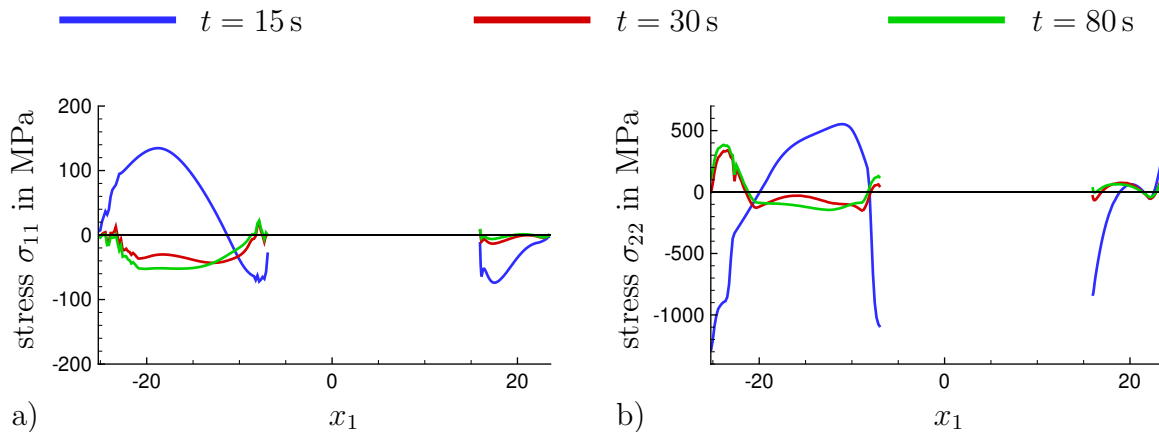 t = 15 s t = 30 s t = 80 s
stress σ11 in MPa
200
100
0
-100
-200
-20 0 20
x1
a)
stress σ22 in MPa
500
0
-500
-1000
-20 0 20
x1
b)